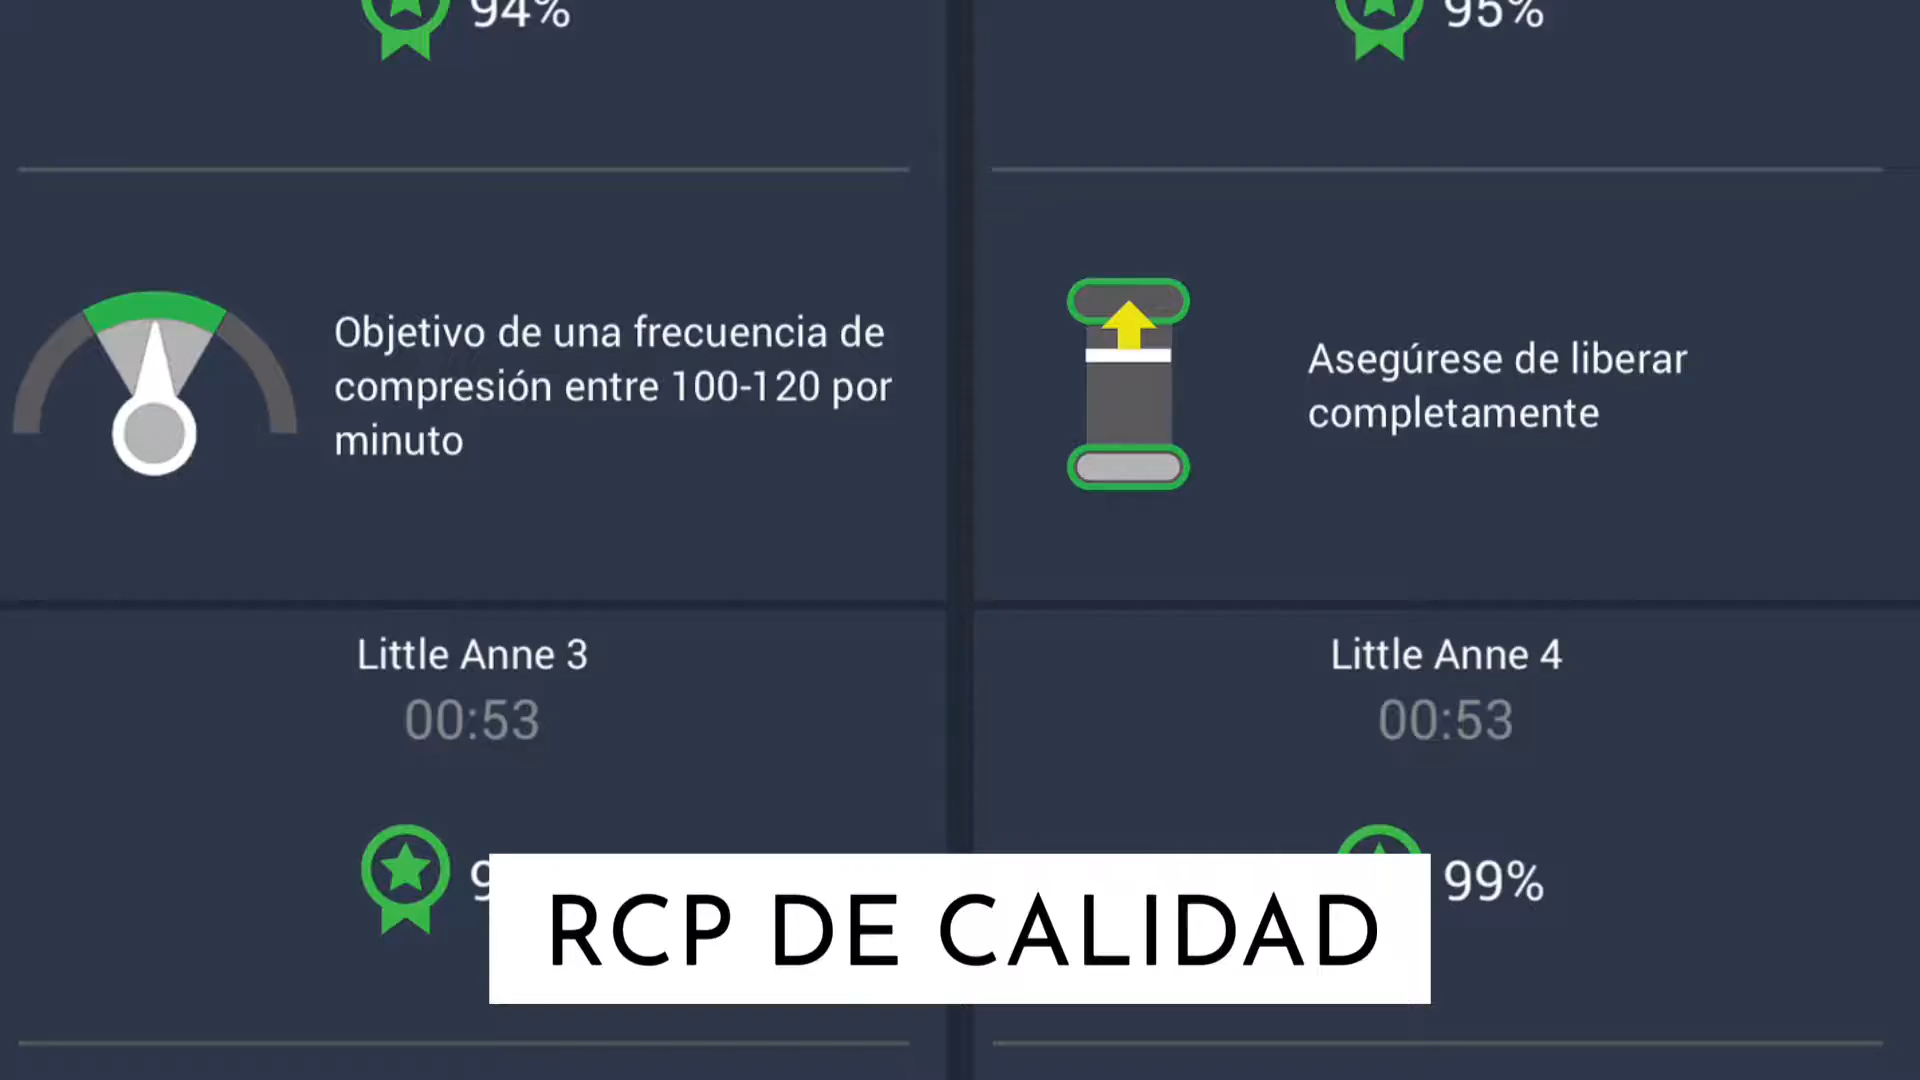 94%
95%
Objetivo de una frecuencia de
compresión entre 100-120 por
minuto
Asegúrese de liberar
completamente
Little Anne 3
00:53
Little Anne 4
00:53
99%
RCP DE CALIDAD